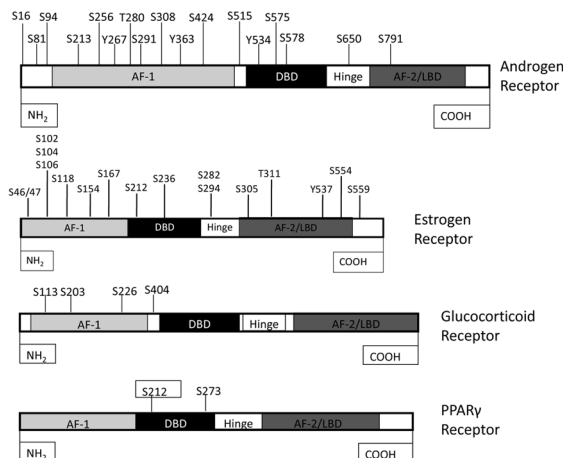 S16 S94 S256 T280 S308 S424 S515 S575
S81 S213 Y267 S291 Y363 Y534 S578 S650 S791
AF-1 DBD Hinge AF-2/LBD
Androgen
Receptor
NH2 COOH
S102
S104
S106
S46/47 S118 S154 S167 S212 S236 S282 S305 T311 Y537 S554 S559
S294
AF-1 DBD Hinge AF-2/LBD
Estrogen
Receptor
NH2 COOH
S113 S203 S226 S404
AF-1 DBD Hinge AF-2/LBD
Glucocorticoid
Receptor
NH2 COOH
S212 S273
AF-1 DBD Hinge AF-2/LBD
PPARγ
Receptor
NH2 COOH